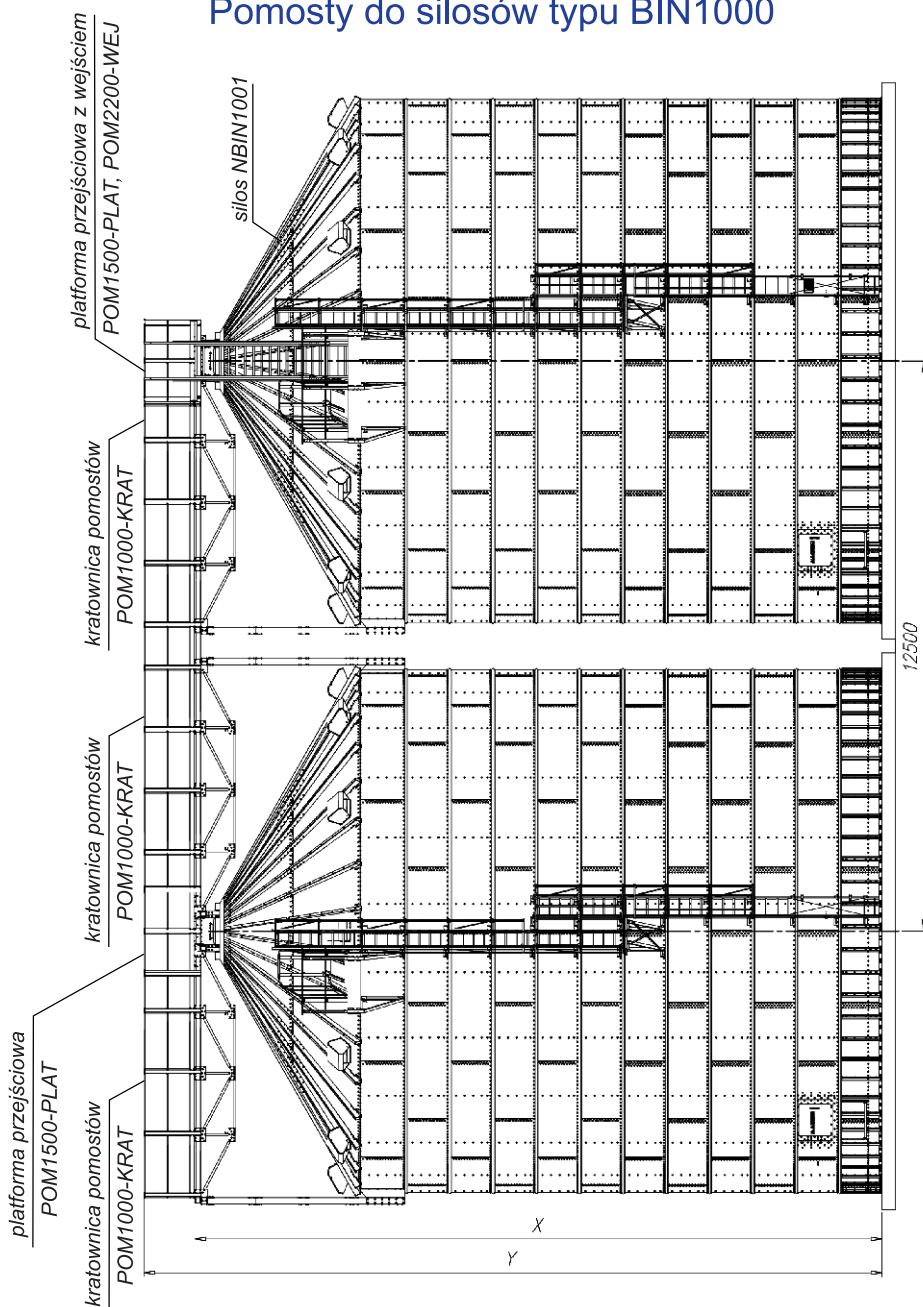 Pomosty do silosów typu BIN1000
platforma przejściowa
POM1500-PLAT
kratownica pomostów
POM1000-KRAT
kratownica pomostów
POM1000-KRAT
kratownica pomostów
POM1000-KRAT
platforma przejściowa z wejściem
POM1500-PLAT, POM2200-WEJ
silos NBIN1001
X
Y
12500